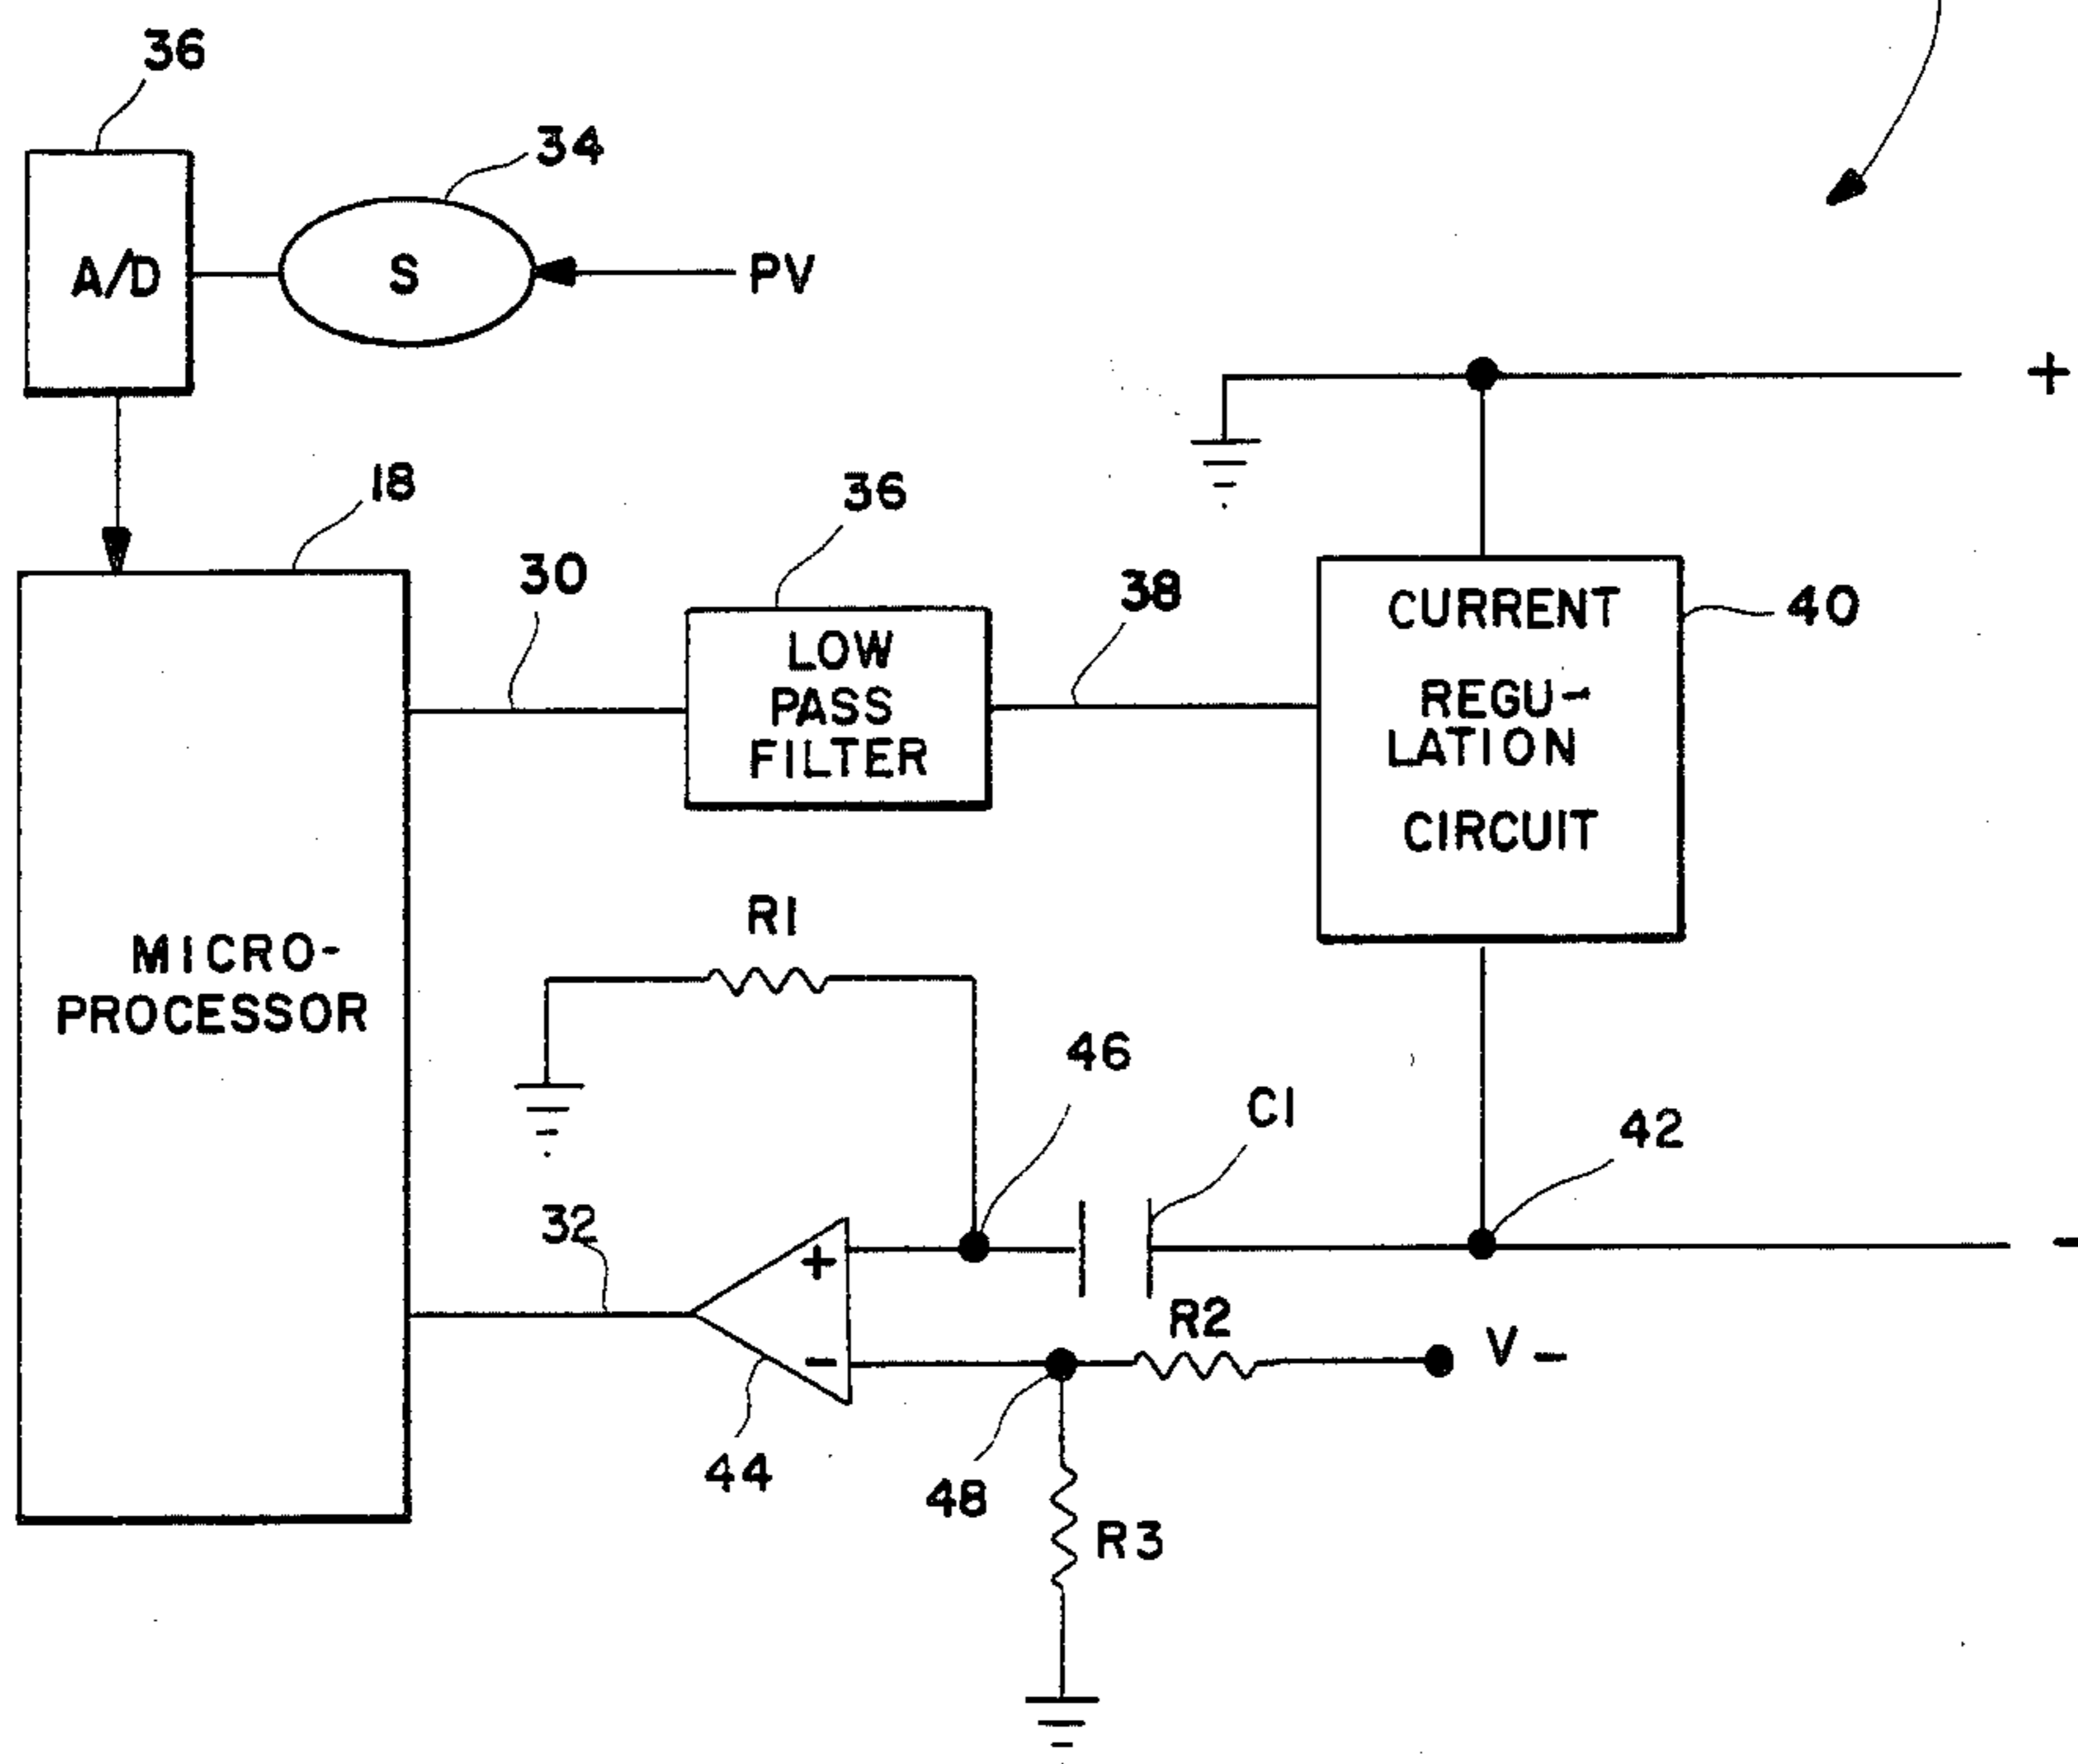 36
34
A/D
S
PV
+
18
36
30
38
LOW
PASS
FILTER
CURRENT
REGU-
LATION
CIRCUIT
40
R1
MICRO-
PROCESSOR
46
C1
42
32
+
-
R2
V -
-
44
48
R3